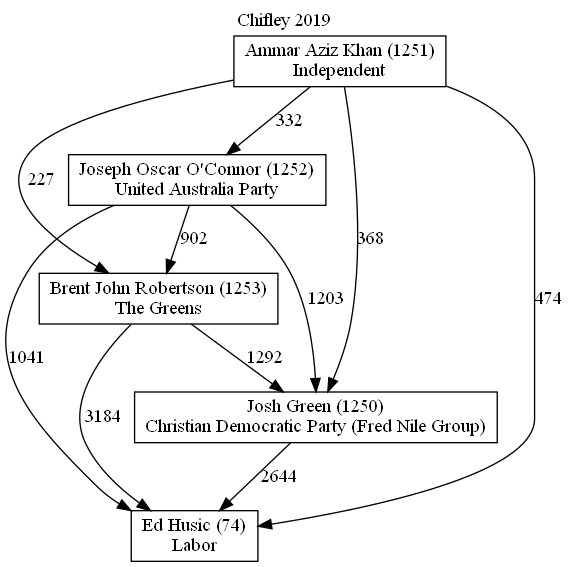 Chifley 2019
Ammar Aziz Khan (1251)
Independent
332
227
Joseph Oscar O'Connor (1252)
United Australia Party
902
368
1203
474
Brent John Robertson (1253)
The Greens
1041
1292
3184
Josh Green (1250)
Christian Democratic Party (Fred Nile Group)
2644
Ed Husic (74)
Labor